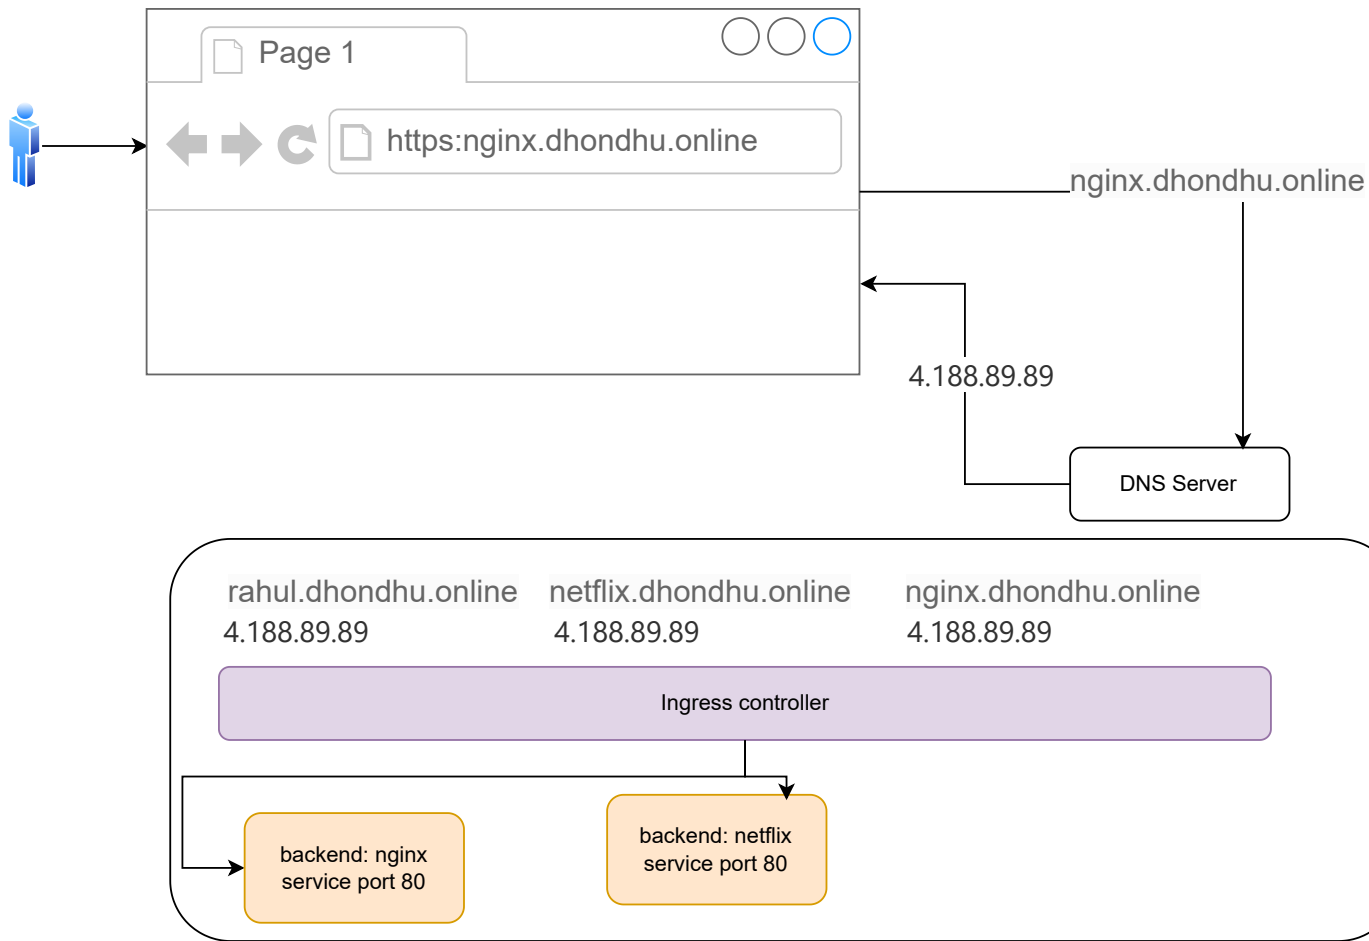 Page 1
https:nginx.dhondhu.online
nginx.dhondhu.online
4.188.89.89
DNS Server
rahul.dhondhu.online
netflix.dhondhu.online
nginx.dhondhu.online
4.188.89.89
4.188.89.89
4.188.89.89
Ingress controller
backend: nginx
service port 80
backend: netflix
service port 80